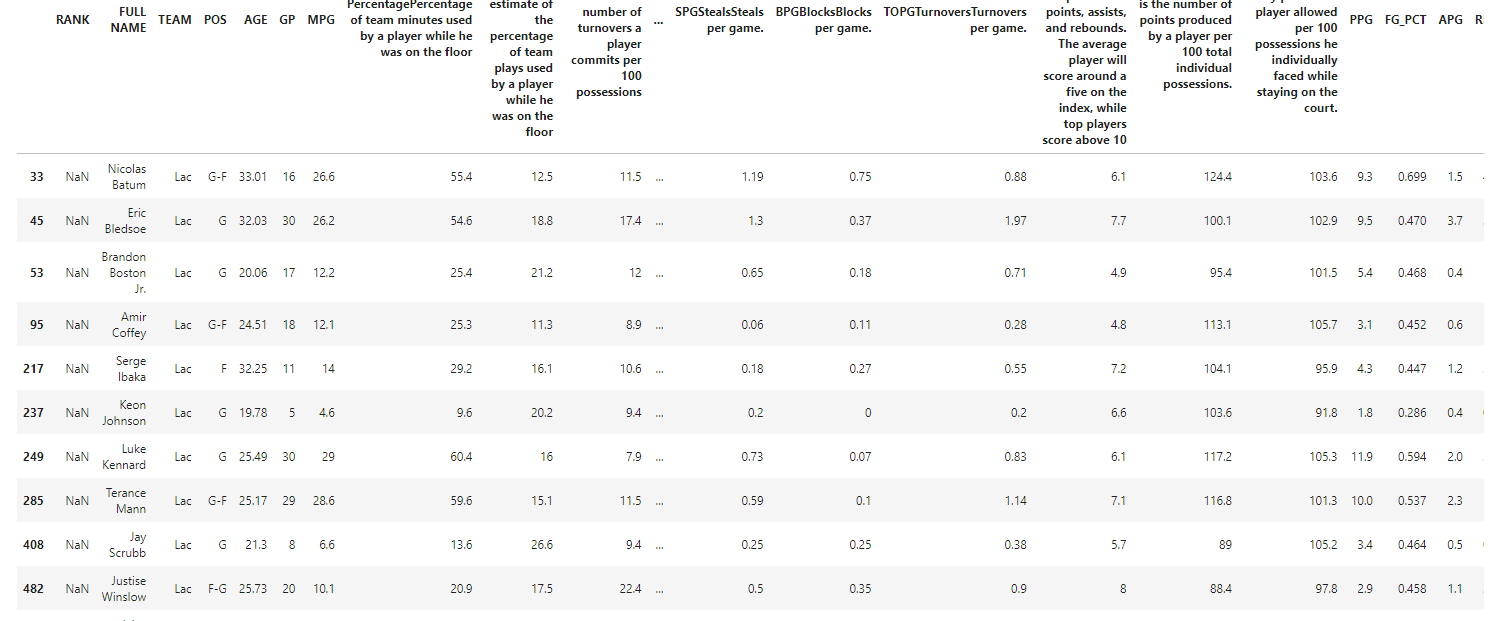 RANK FULL NAME TEAM POS AGE GP MPG PercentagePercentage of team minutes used by a player while he was on the floor estimate of the percentage of team plays used by a player while he was on the floor number of turnovers a player commits per 100 possessions ... SPGStealsSteals per game. BPGBlocksBlocks per game. TOPGTurnoversTurnovers per game. points, assists, and rebounds. The average player will score around a five on the index, while top players score above 10 is the number of points produced by a player per 100 total individual possessions. player allowed per 100 possessions he individually faced while staying on the court. PPG FG_PCT APG R
33 NaN Nicolas Batum Lac G-F 33.01 16 26.6 55.4 12.5 11.5 ... 1.19 0.75 0.88 6.1 124.4 103.6 9.3 0.699 1.5
45 NaN Eric Bledsoe Lac G 32.03 30 26.2 54.6 18.8 17.4 ... 1.3 0.37 1.97 7.7 100.1 102.9 9.5 0.470 3.7
53 NaN Brandon Boston Jr. Lac G 20.06 17 12.2 25.4 21.2 12 ... 0.65 0.18 0.71 4.9 95.4 101.5 5.4 0.468 0.4
95 NaN Amir Coffey Lac G-F 24.51 18 12.1 25.3 11.3 8.9 ... 0.06 0.11 0.28 4.8 113.1 105.7 3.1 0.452 0.6
217 NaN Serge Ibaka Lac F 32.25 11 14 29.2 16.1 10.6 ... 0.18 0.27 0.55 7.2 104.1 95.9 4.3 0.447 1.2
237 NaN Keon Johnson Lac G 19.78 5 4.6 9.6 20.2 9.4 ... 0.2 0 0.2 6.6 103.6 91.8 1.8 0.286 0.4
249 NaN Luke Kennard Lac G 25.49 30 29 60.4 16 7.9 ... 0.73 0.07 0.83 6.1 117.2 105.3 11.9 0.594 2.0
285 NaN Terance Mann Lac G-F 25.17 29 28.6 59.6 15.1 11.5 ... 0.59 0.1 1.14 7.1 116.8 101.3 10.0 0.537 2.3
408 NaN Jay Scrubb Lac G 21.3 8 6.6 13.6 26.6 9.4 ... 0.25 0.25 0.38 5.7 89 105.2 3.4 0.464 0.5
482 NaN Justise Winslow Lac F-G 25.73 20 10.1 20.9 17.5 22.4 ... 0.5 0.35 0.9 8 88.4 97.8 2.9 0.458 1.1